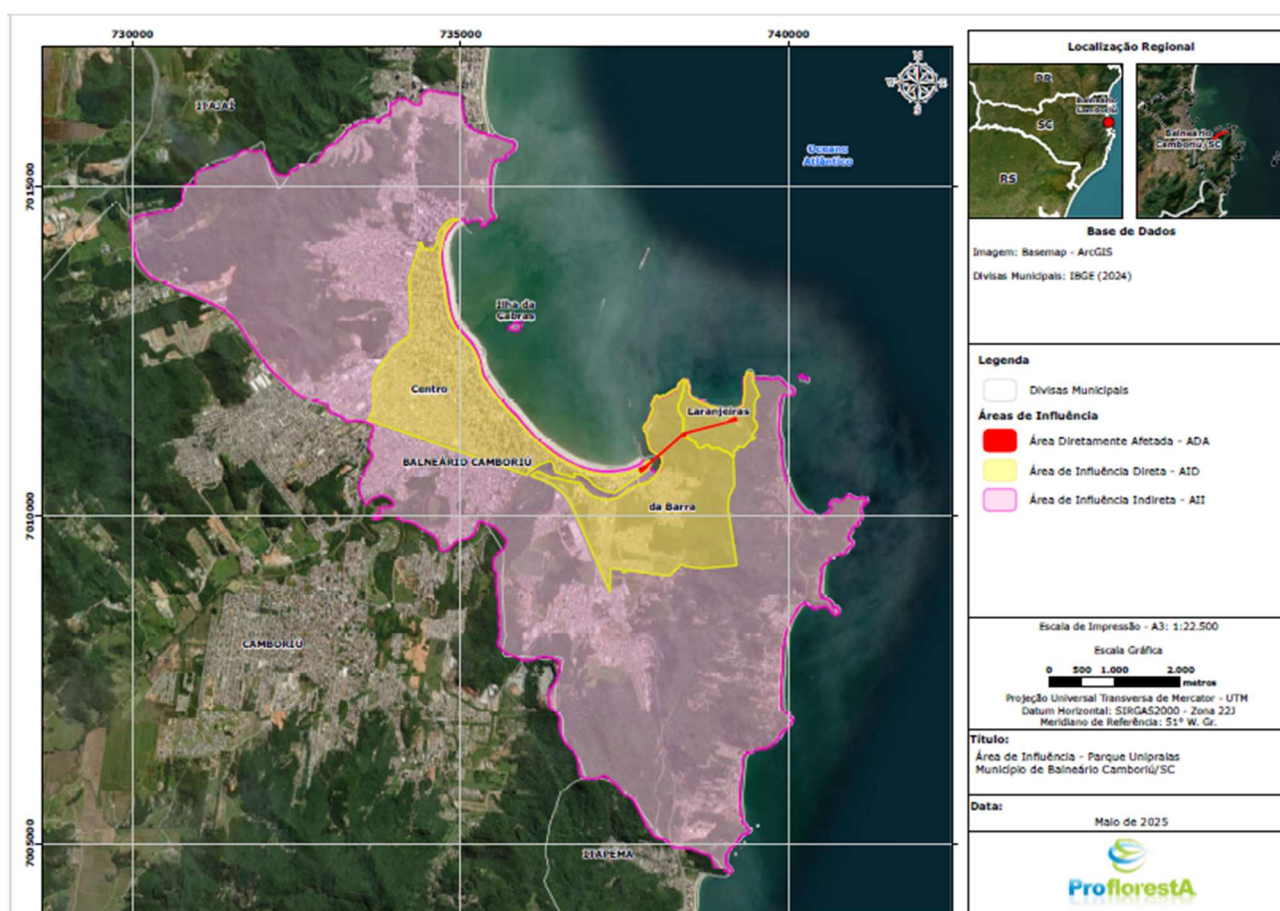 730000
735000
740000
7015000
7010000
7005000
ITAJAÍ
N
S
E
Oceano
Atlântico
Ilha da
Cabras
Centro
Laranjeiras
BALNEÁRIO CAMBORIÚ
da Barra
CAMBORIÚ
ITAPEMA
Localização Regional
PR
SC
RS
Balneário
Camboriú
Balneário
Camboriú/SC
Base de Dados
Imagem: Basemap - ArcGIS
Divisas Municipais: IBGE (2024)
Legenda
Divisas Municipais
Áreas de Influência
Área Diretamente Afetada - ADA
Área de Influência Direta - AID
Área de Influência Indireta - AII
Escala de Impressão - A3: 1:22.500
Escala Gráfica
0 500 1.000 2.000
metros
Projeção Universal Transversa de Mercator - UTM
Datum Horizontal: SIRGAS2000 - Zona 22J
Meridiano de Referência: 51° W. Gr.
Título:
Área de Influência - Parque Unipraias
Município de Balneário Camboriú/SC
Data:
Maio de 2025
ProflorestA